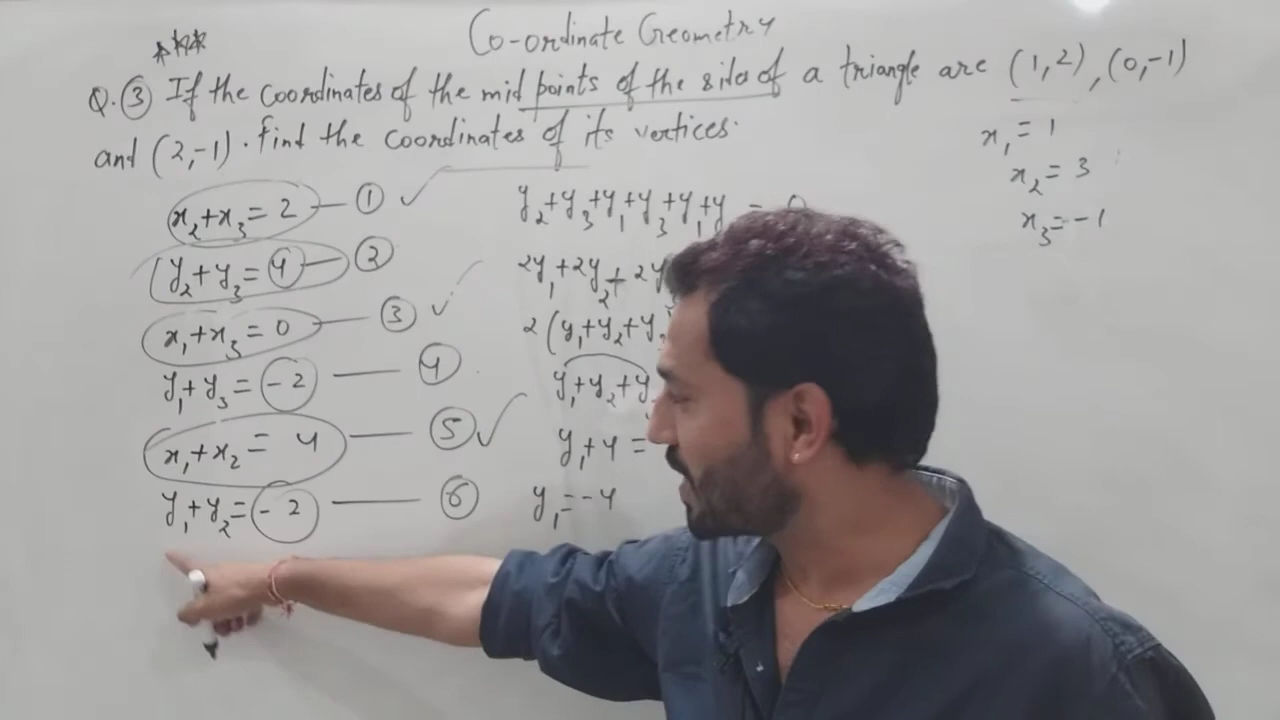 Co-ordinate Geometry
Q.③ If the coordinates of the mid points of the sides of a triangle are (1,2), (0,-1)
and (2,-1). find the coordinates of its vertices.
x₂+x₃=2 — ①
y₂+y₃=4 — ②
x₁+x₃=0 — ③
y₁+y₃=-2 — ④
x₁+x₂=4 — ⑤
y₁+y₂=-2 — ⑥
y₂+y₃+y₁+y₃+y₁+y = 0
2y₁+2y₂+2y
2(y₁+y₂+y
y₁+y₂+y
y₁+4=
y₁=-4
x₁=1
x₂=3
x₃=-1